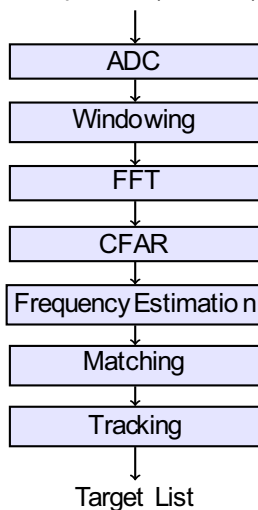 ADC
Windowing
FFT
CFAR
Frequency Estimation
Matching
Tracking
Target List